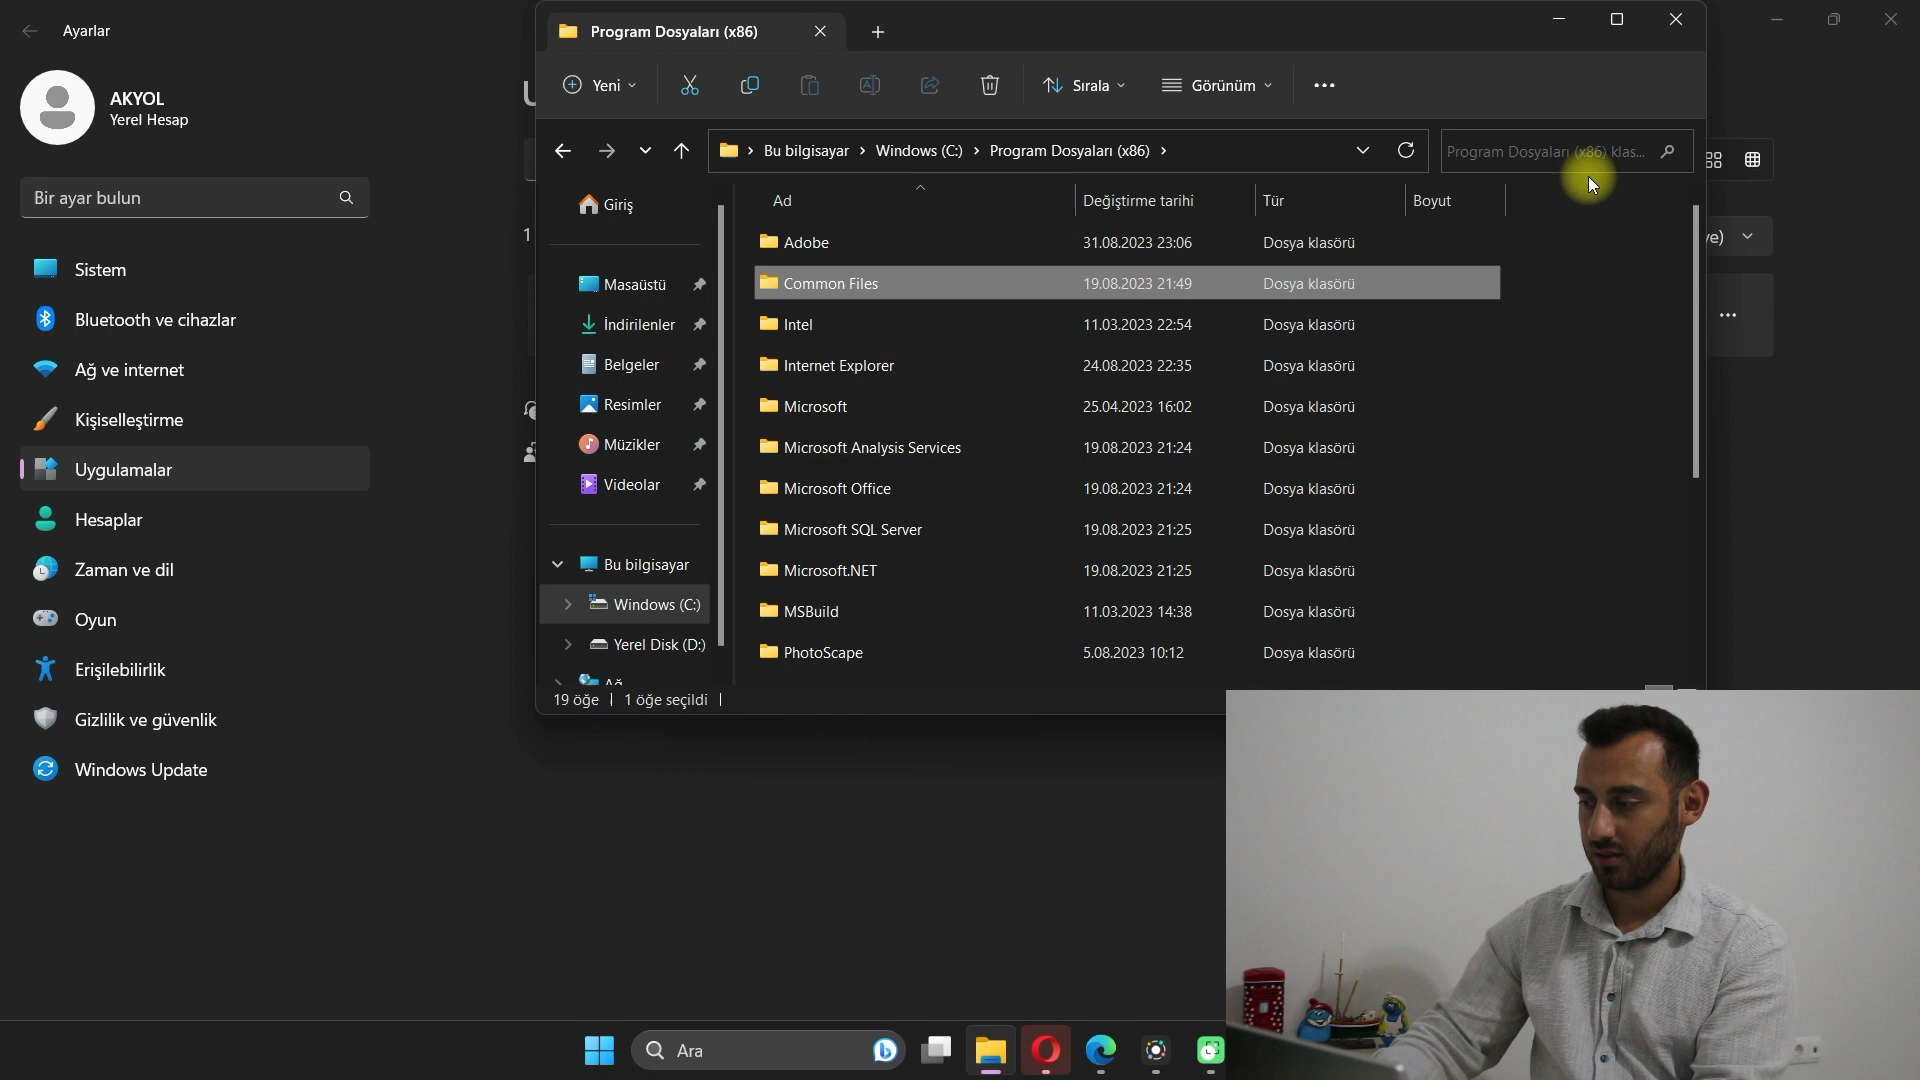 Ayarlar
AKYOL
Yerel Hesap
Bir ayar bulun
Sistem
Bluetooth ve cihazlar
Ağ ve internet
Kişiselleştirme
Uygulamalar
Hesaplar
Zaman ve dil
Oyun
Erişilebilirlik
Gizlilik ve güvenlik
Windows Update
1
Program Dosyaları (x86)
Yeni
Sırala
Görünüm
Bu bilgisayar > Windows (C:) > Program Dosyaları (x86) >
Program Dosyaları (x86) klas...
Giriş
Masaüstü
İndirilenler
Belgeler
Resimler
Müzikler
Videolar
Bu bilgisayar
Windows (C:)
Yerel Disk (D:)
Ağ
Ad Değiştirme tarihi Tür Boyut
Adobe 31.08.2023 23:06 Dosya klasörü
Common Files 19.08.2023 21:49 Dosya klasörü
Intel 11.03.2023 22:54 Dosya klasörü
Internet Explorer 24.08.2023 22:35 Dosya klasörü
Microsoft 25.04.2023 16:02 Dosya klasörü
Microsoft Analysis Services 19.08.2023 21:24 Dosya klasörü
Microsoft Office 19.08.2023 21:24 Dosya klasörü
Microsoft SQL Server 19.08.2023 21:25 Dosya klasörü
Microsoft.NET 19.08.2023 21:25 Dosya klasörü
MSBuild 11.03.2023 14:38 Dosya klasörü
PhotoScape 5.08.2023 10:12 Dosya klasörü
19 öğe | 1 öğe seçildi |
Ara